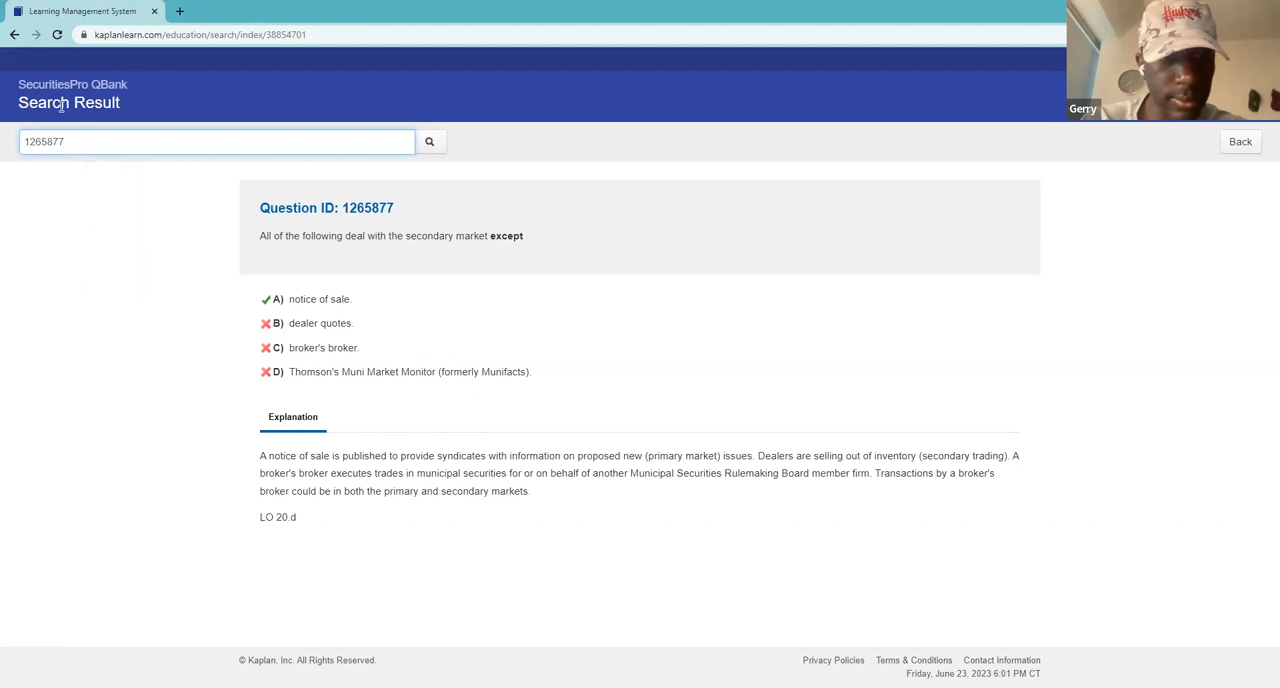 Learning Management System
kaplanlearn.com/education/search/index/38854701
SecuritiesPro QBank
Search Result
Huskers
Gerry
1265877
Back
Question ID: 1265877
All of the following deal with the secondary market except
A) notice of sale.
B) dealer quotes.
C) broker's broker.
D) Thomson's Muni Market Monitor (formerly Munifacts).
Explanation
A notice of sale is published to provide syndicates with information on proposed new (primary market) issues. Dealers are selling out of inventory (secondary trading). A
broker's broker executes trades in municipal securities for or on behalf of another Municipal Securities Rulemaking Board member firm. Transactions by a broker's
broker could be in both the primary and secondary markets.
LO 20.d
© Kaplan, Inc. All Rights Reserved.
Privacy Policies Terms & Conditions Contact Information
Friday, June 23, 2023 6:01 PM CT